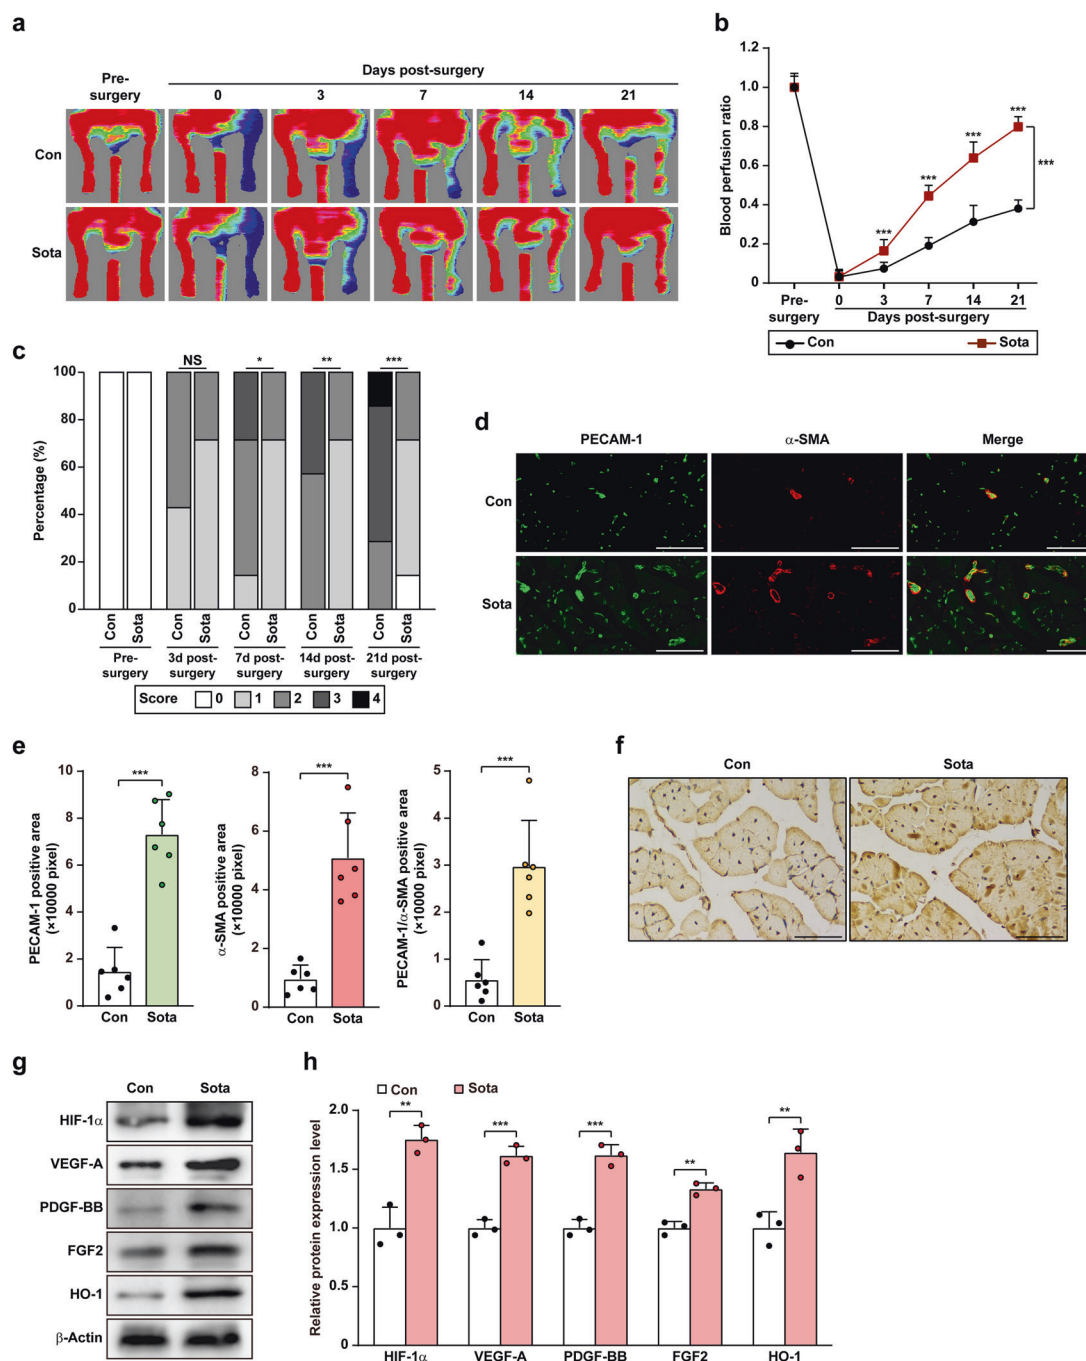 a
Days post-surgery
Pre-
surgery
0 3 7 14 21
Con
Sota
b
Blood perfusion ratio
1.2
1.0
0.8
0.6
0.4
0.2
0
***
***
***
***
***
***
Pre-
surgery
0 3 7 14 21
Days post-surgery
Con Sota
c
Percentage (%)
100
80
60
40
20
0
NS * ** ***
Con Sota Con Sota Con Sota Con Sota Con Sota
Pre-
surgery
3d post-
surgery
7d post-
surgery
14d post-
surgery
21d post-
surgery
Score 0 1 2 3 4
d
PECAM-1 α-SMA Merge
Con
Sota
e
PECAM-1 positive area
(×10000 pixel)
10
8
6
4
2
0
***
Con Sota
α-SMA positive area
(×10000 pixel)
8
6
4
2
0
***
Con Sota
PECAM-1/α-SMA positive area
(×10000 pixel)
5
4
3
2
1
0
***
Con Sota
f
Con Sota
g
Con Sota
HIF-1α
VEGF-A
PDGF-BB
FGF2
HO-1
β-Actin
h
Con Sota
Relative protein expression level
2.0
1.5
1.0
0.5
0
** *** *** ** **
HIF-1α VEGF-A PDGF-BB FGF2 HO-1